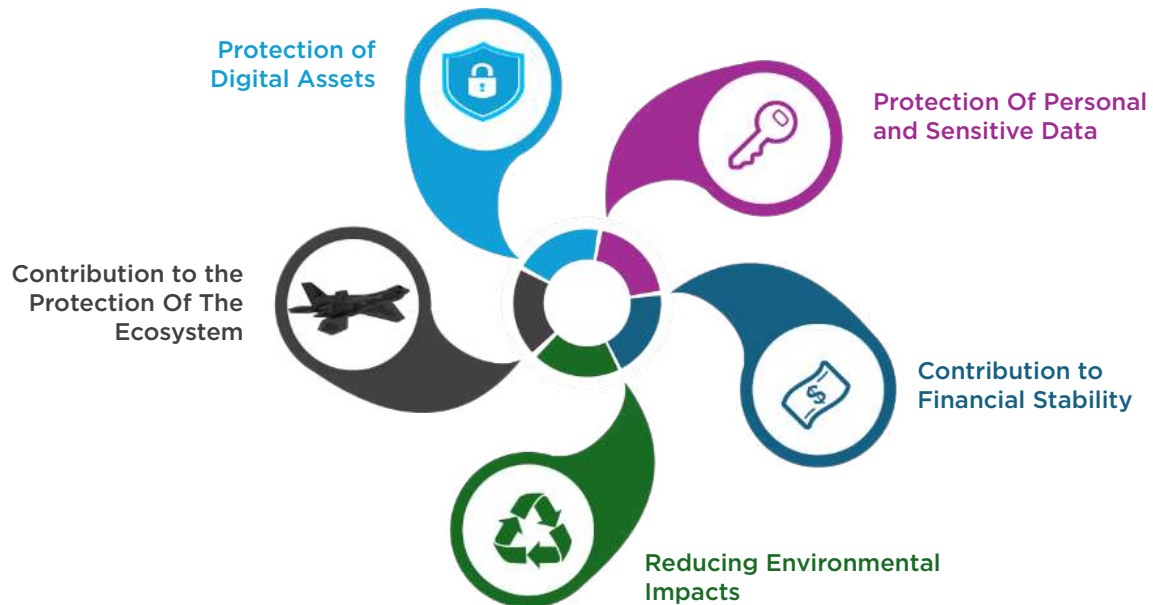 Protection of
Digital Assets
Protection Of Personal
and Sensitive Data
Contribution to the
Protection Of The
Ecosystem
$
Contribution to
Financial Stability
Reducing Environmental
Impacts